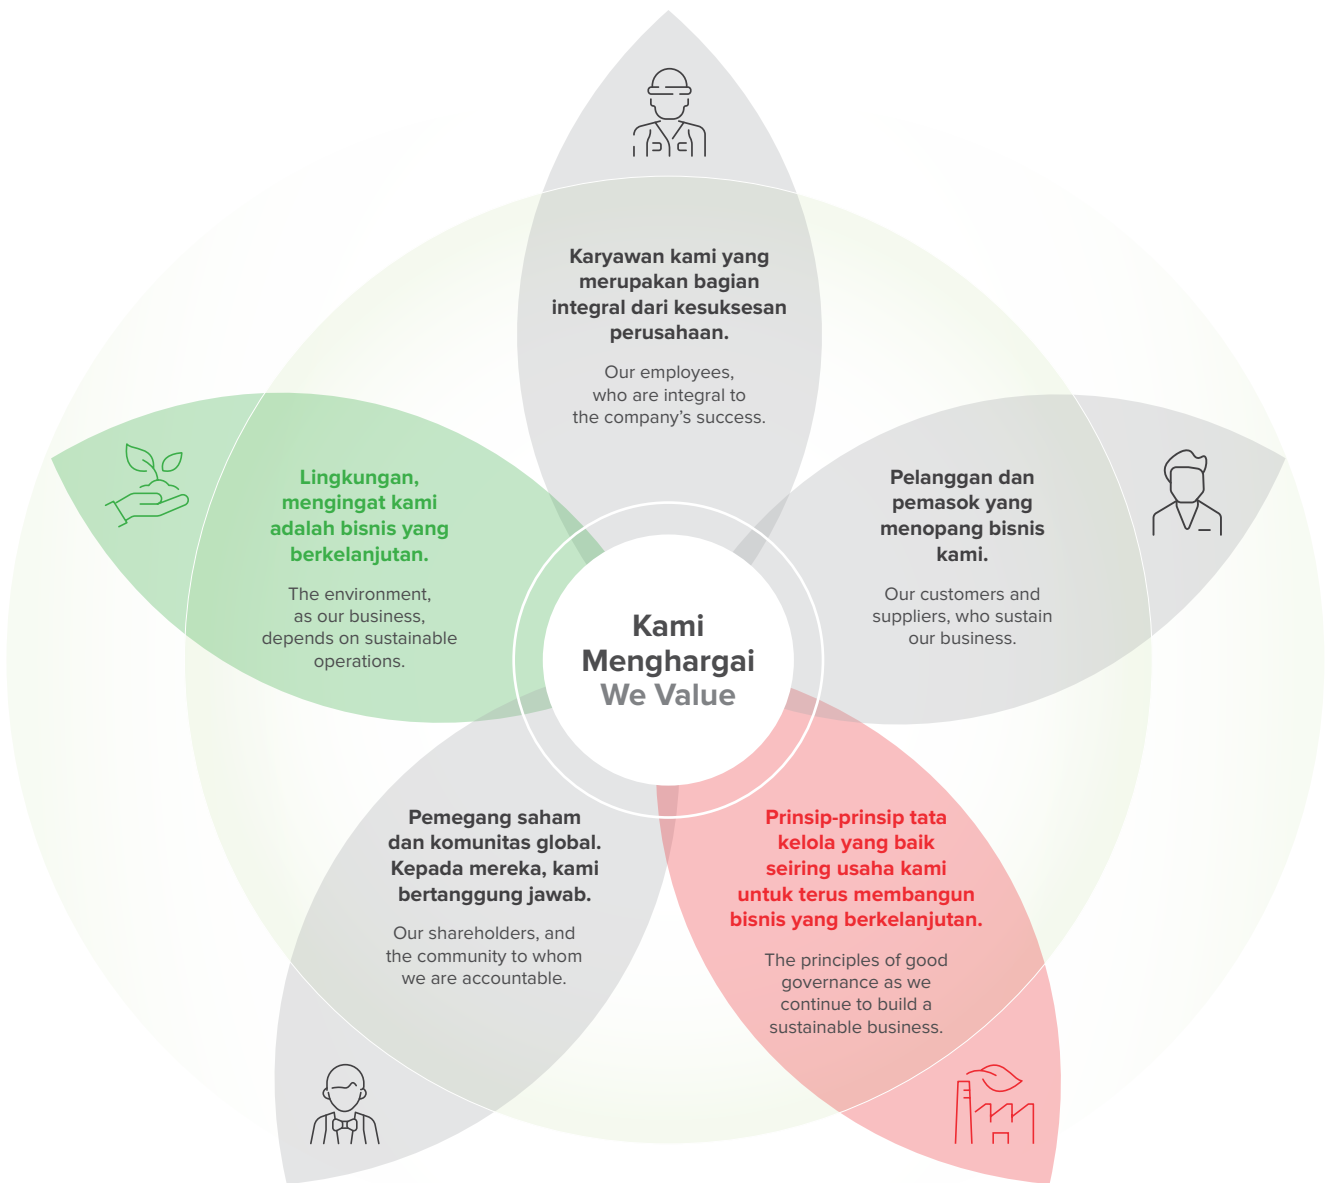 Karyawan kami yang
merupakan bagian
integral dari kesuksesan
perusahaan.
Our employees,
who are integral to
the company's success.
Lingkungan,
mengingat kami
adalah bisnis yang
berkelanjutan.
The environment,
as our business,
depends on sustainable
operations.
Pelanggan dan
pemasok yang
menopang bisnis
kami.
Our customers and
suppliers, who sustain
our business.
Kami
Menghargai
We Value
Pemegang saham
dan komunitas global.
Kepada mereka, kami
bertanggung jawab.
Our shareholders, and
the community to whom
we are accountable.
Prinsip-prinsip tata
kelola yang baik
seiring usaha kami
untuk terus membangun
bisnis yang berkelanjutan.
The principles of good
governance as we
continue to build a
sustainable business.